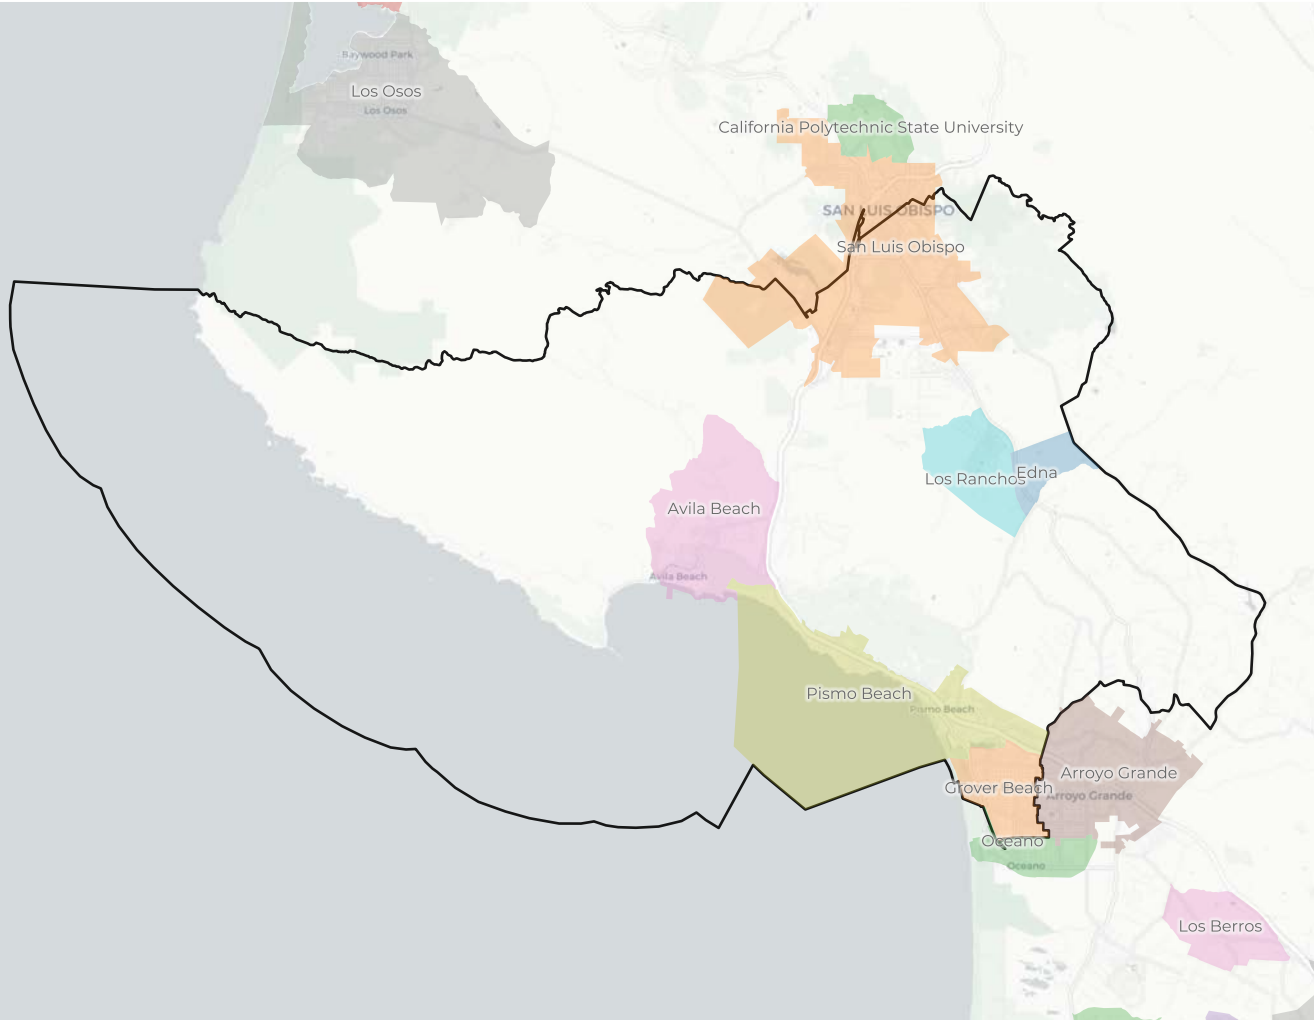 Baywood Park
Los Osos
Los Osos
California Polytechnic State University
SAN LUIS OBISPO
San Luis Obispo
Los Ranchos
Edna
Avila Beach
Avila Beach
Pismo Beach
Pismo Beach
Arroyo Grande
Grover Beach
Arroyo Grande
Oceano
Oceano
Los Berros